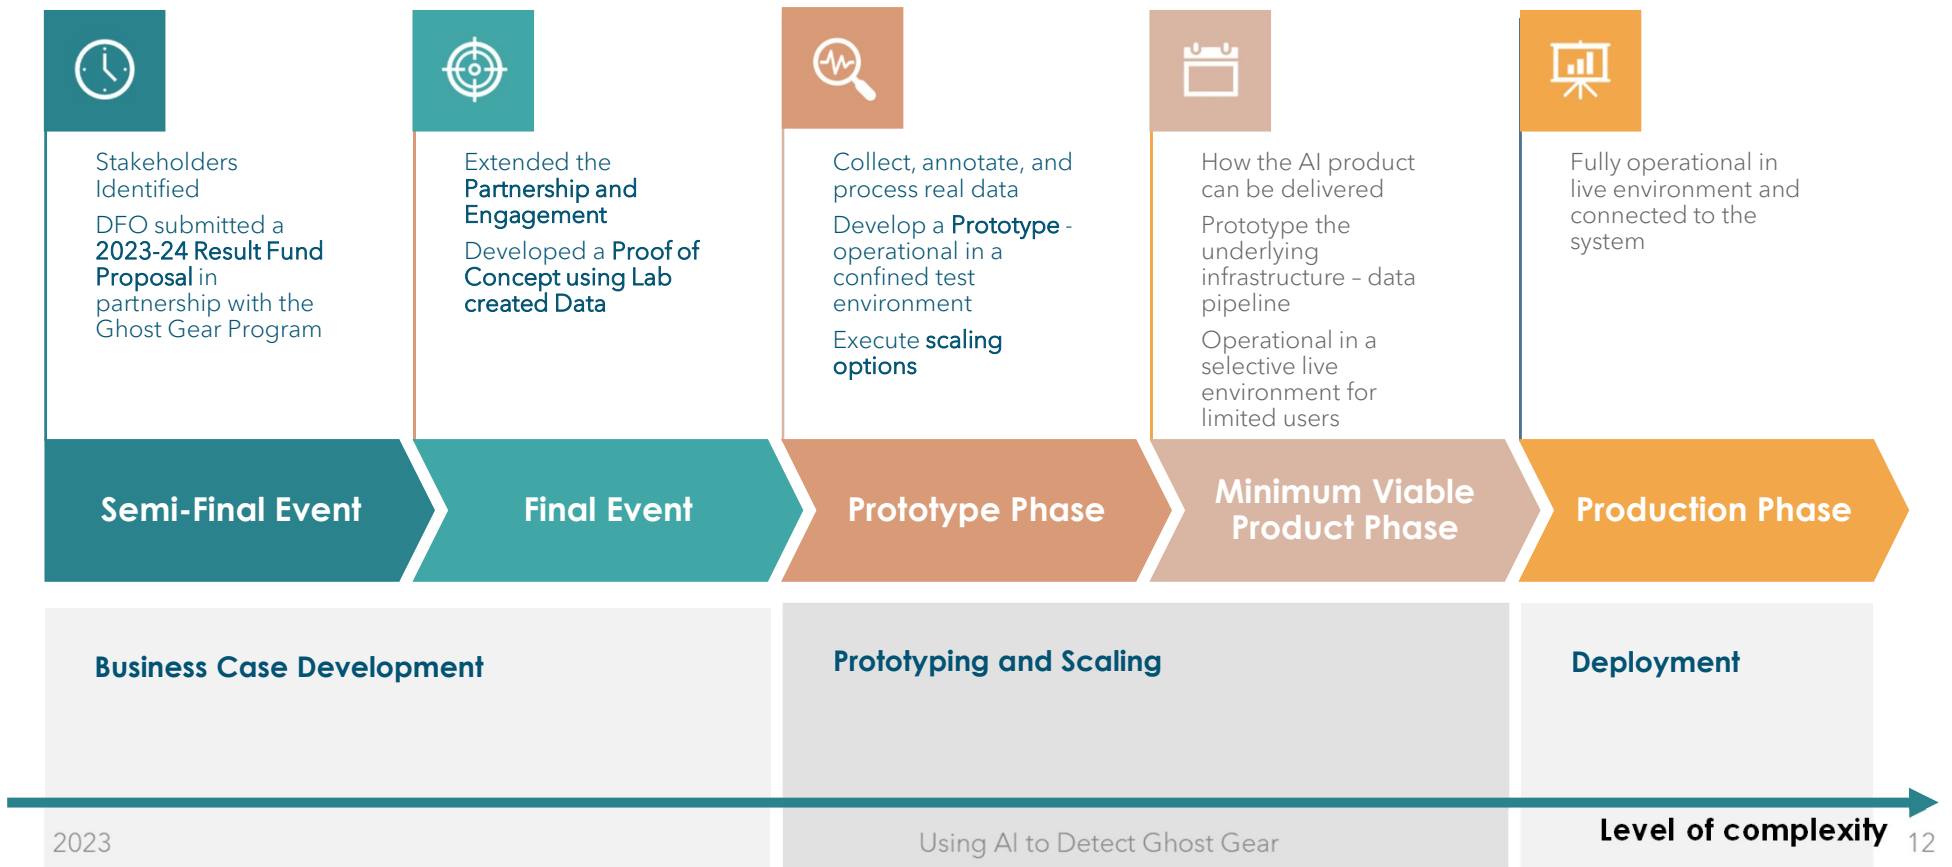 Stakeholders
Identified
DFO submitted a
2023-24 Result Fund
Proposal in
partnership with the
Ghost Gear Program
Extended the
Partnership and
Engagement
Developed a Proof of
Concept using Lab
created Data
Collect, annotate, and
process real data
Develop a Prototype -
operational in a
confined test
environment
Execute scaling
options
How the AI product
can be delivered
Prototype the
underlying
infrastructure – data
pipeline
Operational in a
selective live
environment for
limited users
Fully operational in
live environment and
connected to the
system
Semi-Final Event
Final Event
Prototype Phase
Minimum Viable
Product Phase
Production Phase
Business Case Development
Prototyping and Scaling
Deployment
Level of complexity
2023
Using AI to Detect Ghost Gear
12